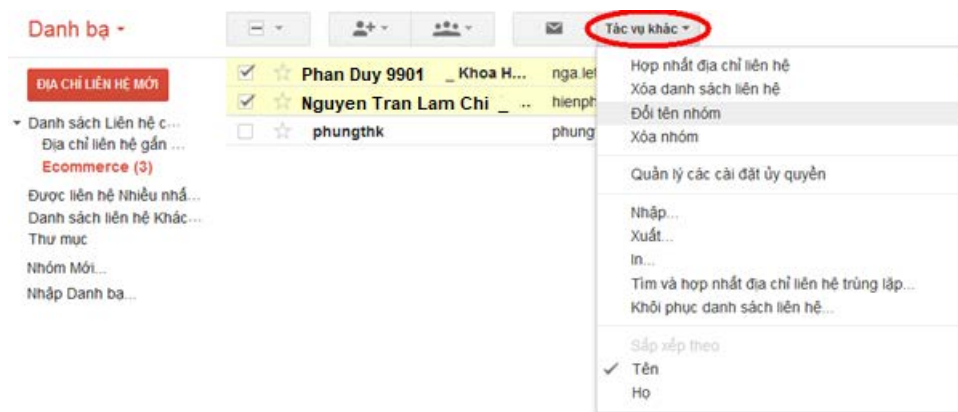 Danh bạ
Tác vụ khác
ĐỊA CHỈ LIÊN HỆ MỚI
Danh sách Liên hệ c...
Địa chỉ liên hệ gần ...
Ecommerce (3)
Được liên hệ Nhiều nhấ...
Danh sách liên hệ Khác...
Thư mục
Nhóm Mới...
Nhập Danh bạ...
Phan Duy 9901 _ Khoa H... nga.let
Nguyen Tran Lam Chi _ .. hienph
phungthk phung
Hợp nhất địa chỉ liên hệ
Xóa danh sách liên hệ
Đổi tên nhóm
Xóa nhóm
Quản lý các cài đặt ủy quyền
Nhập...
Xuất...
In...
Tìm và hợp nhất địa chỉ liên hệ trùng lặp...
Khôi phục danh sách liên hệ...
Sắp xếp theo
Tên
Họ